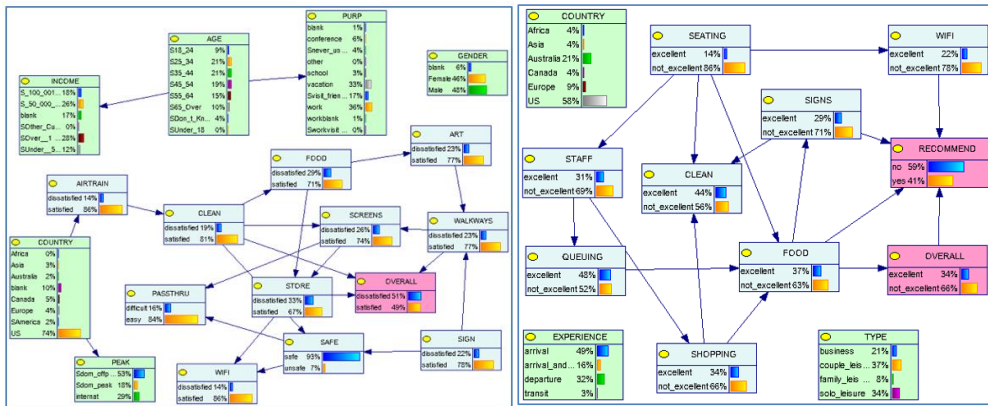 PURP
blank 1%
conference 6%
Snever_us ... 4%
other 0%
school 3%
vacation 33%
Svisit_frien... 17%
work 36%
workblank 1%
Sworkvisit ... 0%
AGE
S18_24 9%
S25_34 21%
S35_44 21%
S45_54 19%
S55_64 15%
S65_Over 10%
SDon_t_Kn... 4%
SUnder_18 0%
GENDER
blank 6%
Female 46%
Male 48%
INCOME
S_100_001... 18%
S_50_000_... 26%
blank 17%
SOther_Cu... 0%
SOver__1 ... 28%
SUnder__5... 12%
ART
dissatisfied 23%
satisfied 77%
FOOD
dissatisfied 29%
satisfied 71%
AIRTRAIN
dissatisfied 14%
satisfied 86%
CLEAN
dissatisfied 19%
satisfied 81%
SCREENS
dissatisfied 26%
satisfied 74%
WALKWAYS
dissatisfied 23%
satisfied 77%
COUNTRY
Africa 0%
Asia 3%
Australia 2%
blank 10%
Canada 5%
Europe 4%
SAmerica 2%
US 74%
PASSTHRU
difficult 16%
easy 84%
STORE
dissatisfied 33%
satisfied 67%
OVERALL
dissatisfied 51%
satisfied 49%
SAFE
safe 93%
unsafe 7%
SIGN
dissatisfied 22%
satisfied 78%
PEAK
Sdom_offp... 53%
Sdom_peak 18%
internat 29%
WIFI
dissatisfied 14%
satisfied 86%
COUNTRY
Africa 4%
Asia 4%
Australia 21%
Canada 4%
Europe 9%
US 58%
SEATING
excellent 14%
not_excellent 86%
WIFI
excellent 22%
not_excellent 78%
SIGNS
excellent 29%
not_excellent 71%
STAFF
excellent 31%
not_excellent 69%
CLEAN
excellent 44%
not_excellent 56%
RECOMMEND
no 59%
yes 41%
QUEUING
excellent 48%
not_excellent 52%
FOOD
excellent 37%
not_excellent 63%
OVERALL
excellent 34%
not_excellent 66%
EXPERIENCE
arrival 49%
arrival_and... 16%
departure 32%
transit 3%
SHOPPING
excellent 34%
not_excellent 66%
TYPE
business 21%
couple_leis... 37%
family_leis ... 8%
solo_leisure 34%